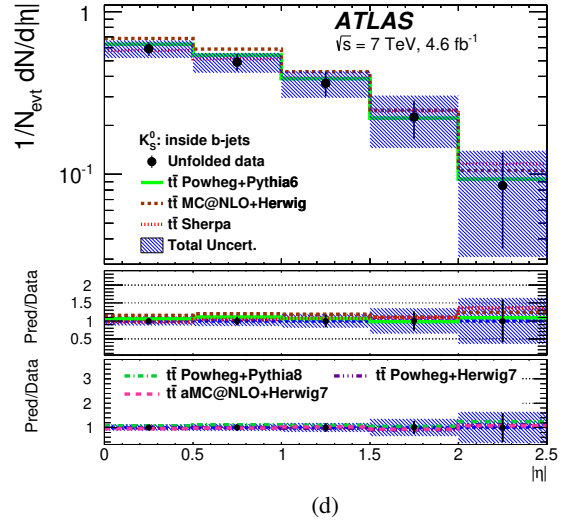 ATLAS
√s = 7 TeV, 4.6 fb⁻¹
1/N_evt dN/d|η|
1
10⁻¹
K⁰_S: inside b-jets
Unfolded data
tt̄ Powheg+Pythia6
tt̄ MC@NLO+Herwig
tt̄ Sherpa
Total Uncert.
Pred/Data
2
1.5
1
0.5
Pred/Data
3
2
1
tt̄ Powheg+Pythia8
tt̄ Powheg+Herwig7
tt̄ aMC@NLO+Herwig7
0 0.5 1 1.5 2 2.5
|η|
(d)